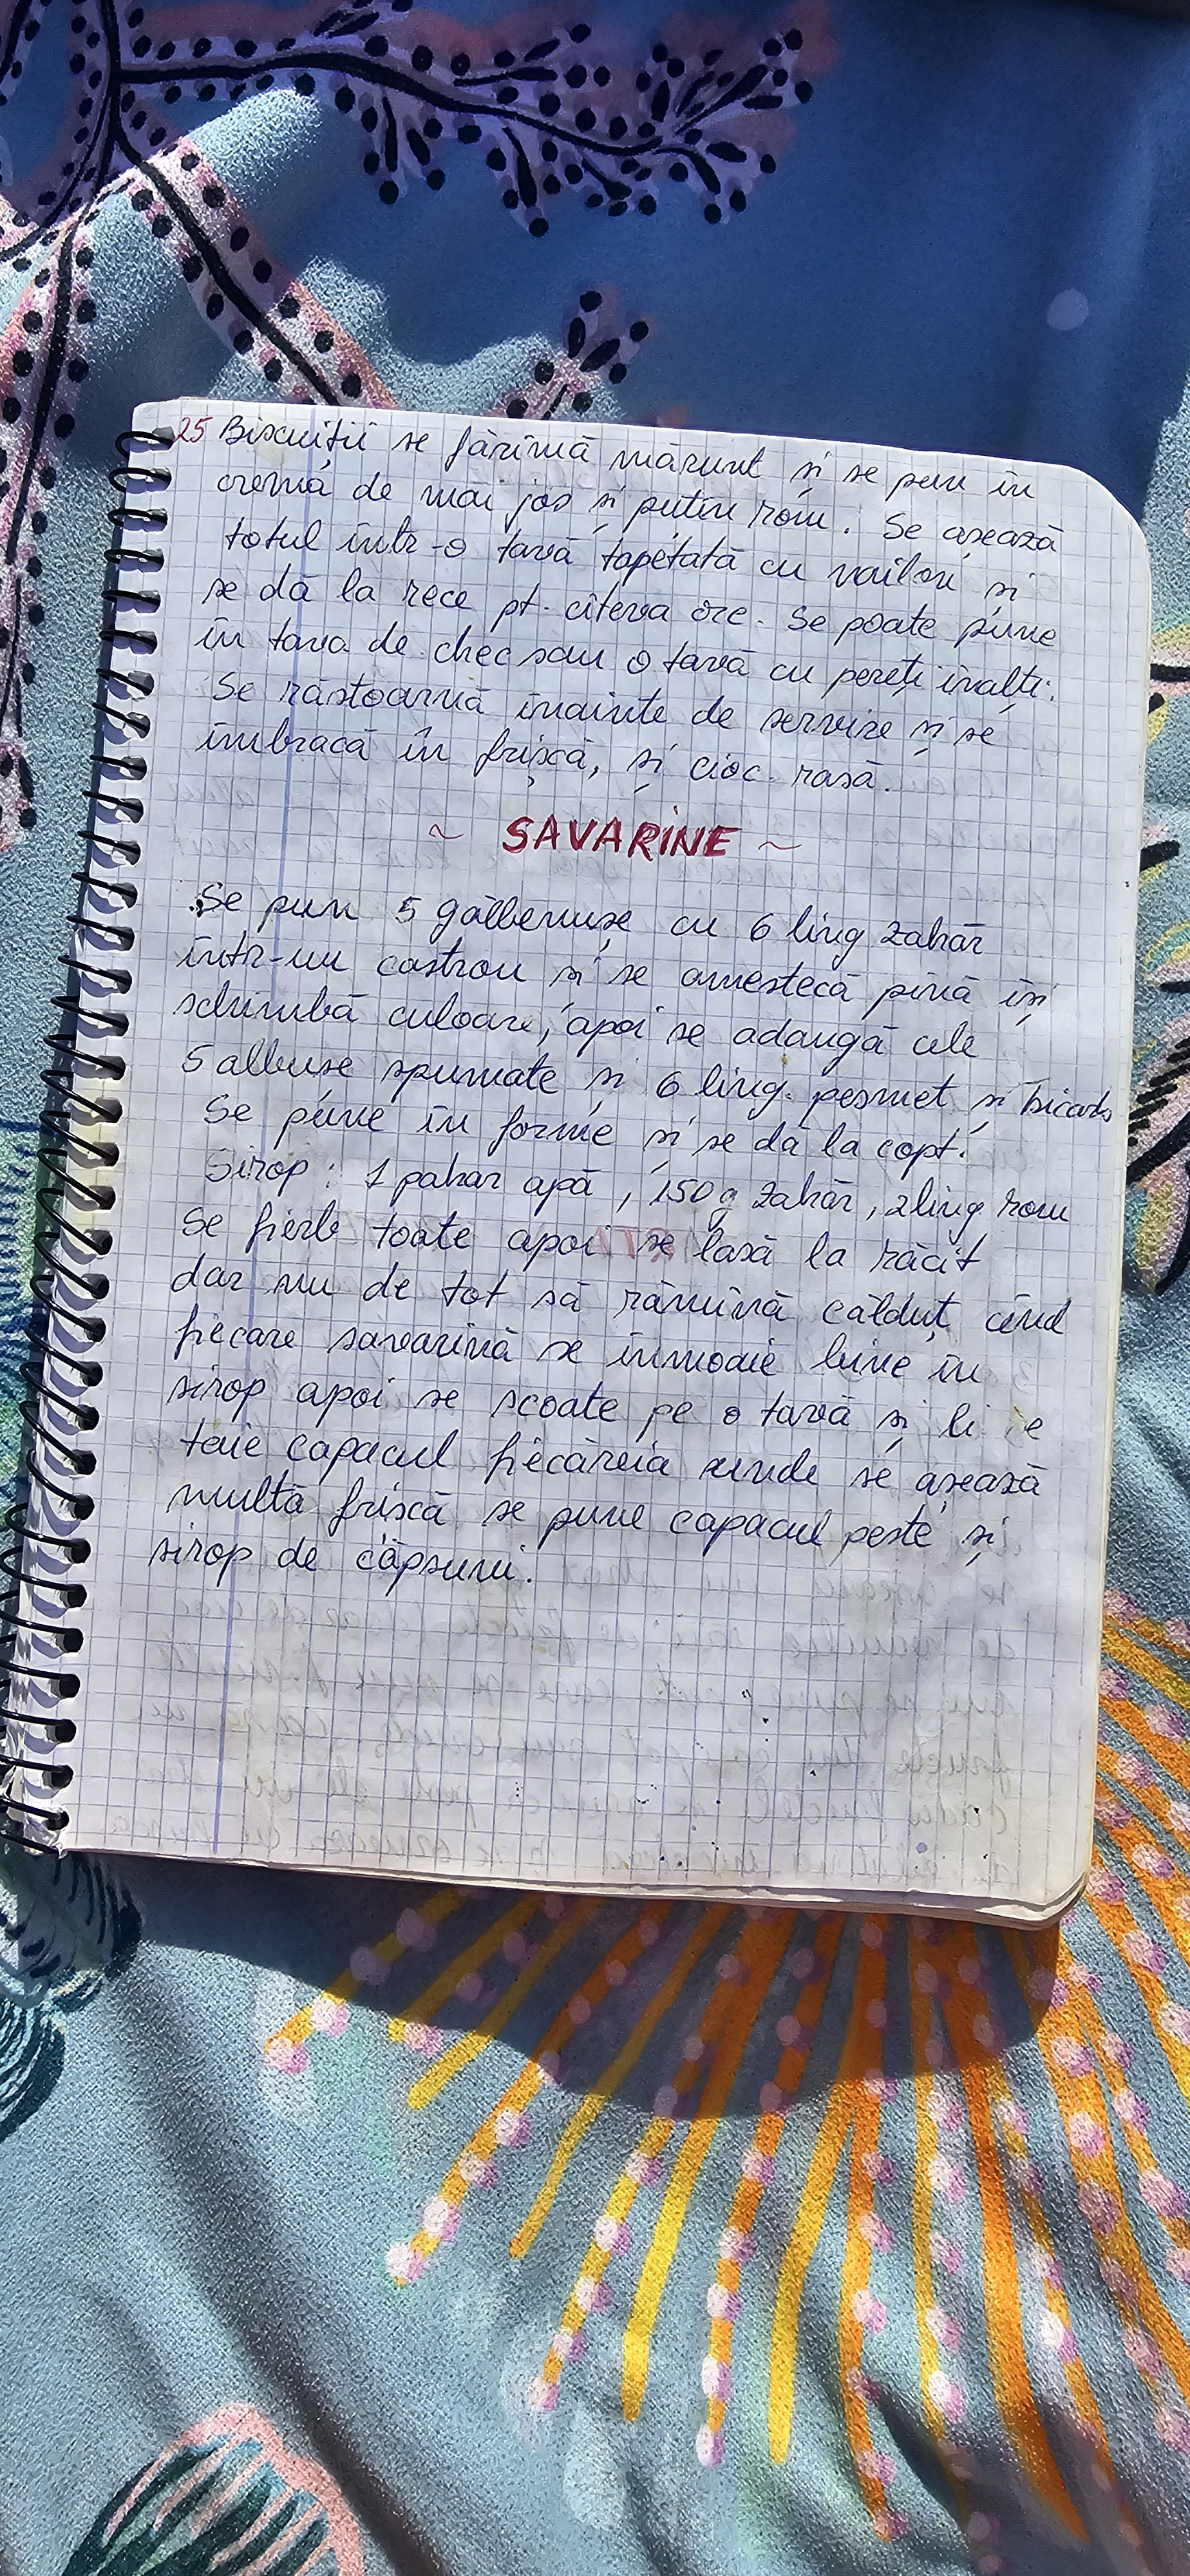 25 Biscuiții se fărîmă mărunt și se pun în
cremă de mai jos și puțin rom. Se așează
totul într-o tavă tapetată cu nailon și
se dă la rece pt. cîteva ore. Se poate pune
în tava de chec sau o tavă cu pereți înalți.
Se răstoarnă înainte de servire și se
îmbracă în frișcă, și cioc. rasă.
~ SAVARINE ~
Se pun 5 gălbenușe cu 6 ling zahăr
într-un castron și se amestecă pînă își
schimbă culoare, apoi se adaugă cele
5 albușe spumate și 6 ling. pesmet și bicarb
Se pune în forme și se dă la copt.
Sirop: 1 pahar apă, 150 g zahăr, 2 ling rom
Se fierb toate apoi se lasă la răcit
dar nu de tot să rămînă călduț cînd
fiecare savarină se înmoaie bine în
sirop apoi se scoate pe o tavă și li se
taie capacul fiecăreia unde se așează
multă frișcă se pune capacul peste și
sirop de căpșuni.